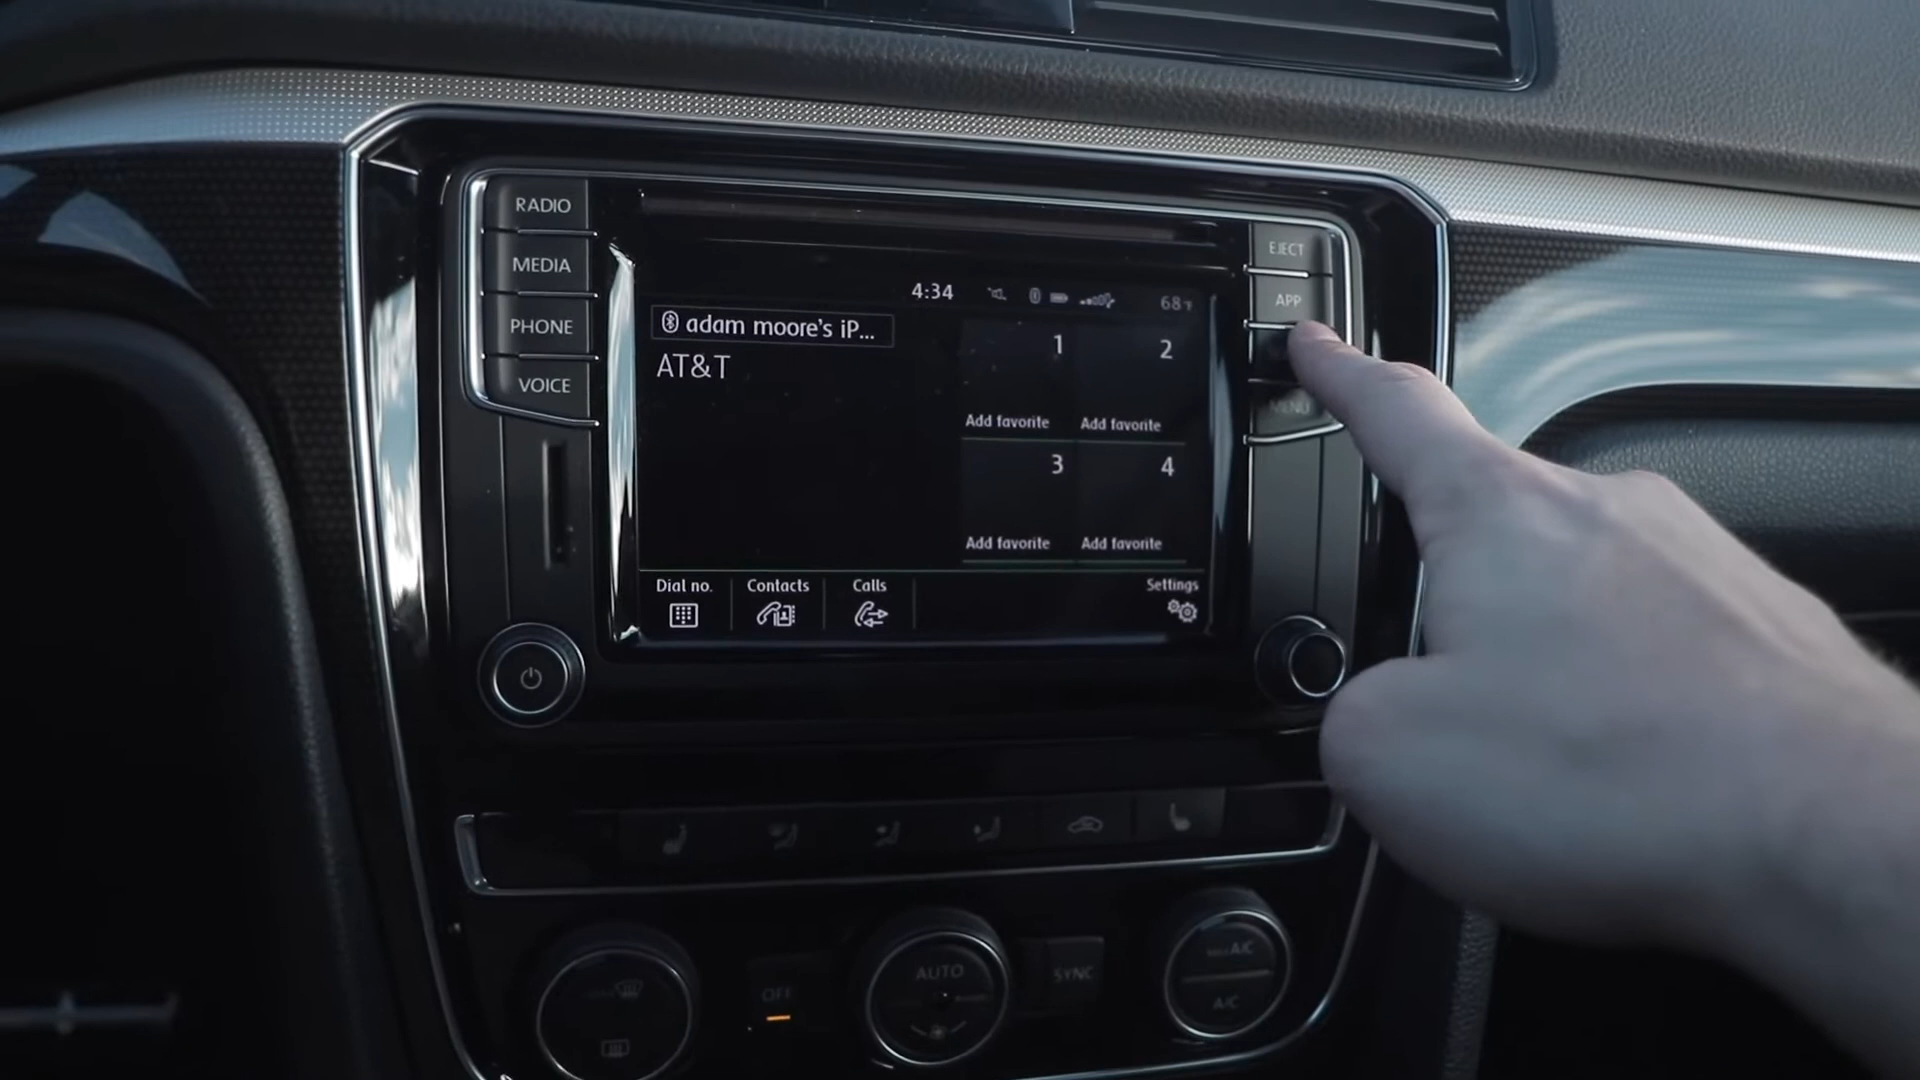 RADIO
MEDIA
PHONE
VOICE
EJECT
APP
MENU
4:34
68°F
adam moore's iP...
AT&T
1
2
Add favorite
Add favorite
3
4
Add favorite
Add favorite
Dial no.
Contacts
Calls
Settings
OFF
AUTO
SYNC
A/C
A/C